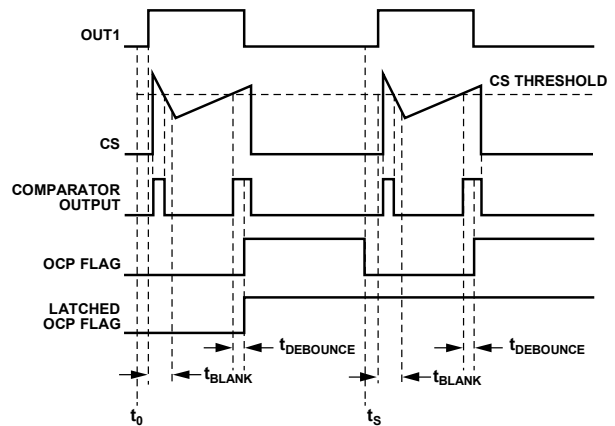 OUT1
CS THRESHOLD
CS
COMPARATOR
OUTPUT
OCP FLAG
LATCHED
OCP FLAG
tDEBOUNCE
tDEBOUNCE
tBLANK
tBLANK
t0
tS